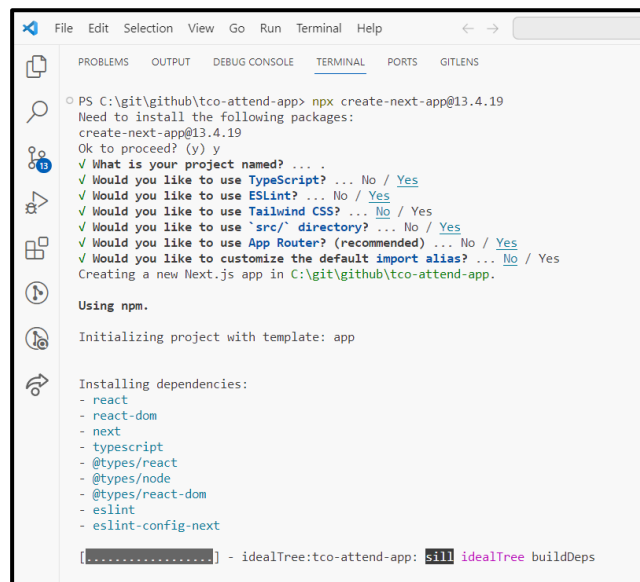 File Edit Selection View Go Run Terminal Help
PROBLEMS OUTPUT DEBUG CONSOLE TERMINAL PORTS GITLENS
PS C:\git\github\tco-attend-app> npx create-next-app@13.4.19
Need to install the following packages:
create-next-app@13.4.19
Ok to proceed? (y) y
√ What is your project named? ... .
√ Would you like to use TypeScript? ... No / Yes
√ Would you like to use ESLint? ... No / Yes
√ Would you like to use Tailwind CSS? ... No / Yes
√ Would you like to use `src/` directory? ... No / Yes
√ Would you like to use App Router? (recommended) ... No / Yes
√ Would you like to customize the default import alias? ... No / Yes
Creating a new Next.js app in C:\git\github\tco-attend-app.
Using npm.
Initializing project with template: app
Installing dependencies:
- react
- react-dom
- next
- typescript
- @types/react
- @types/node
- @types/react-dom
- eslint
- eslint-config-next
[..................] - idealTree:tco-attend-app: sill idealTree buildDeps
13